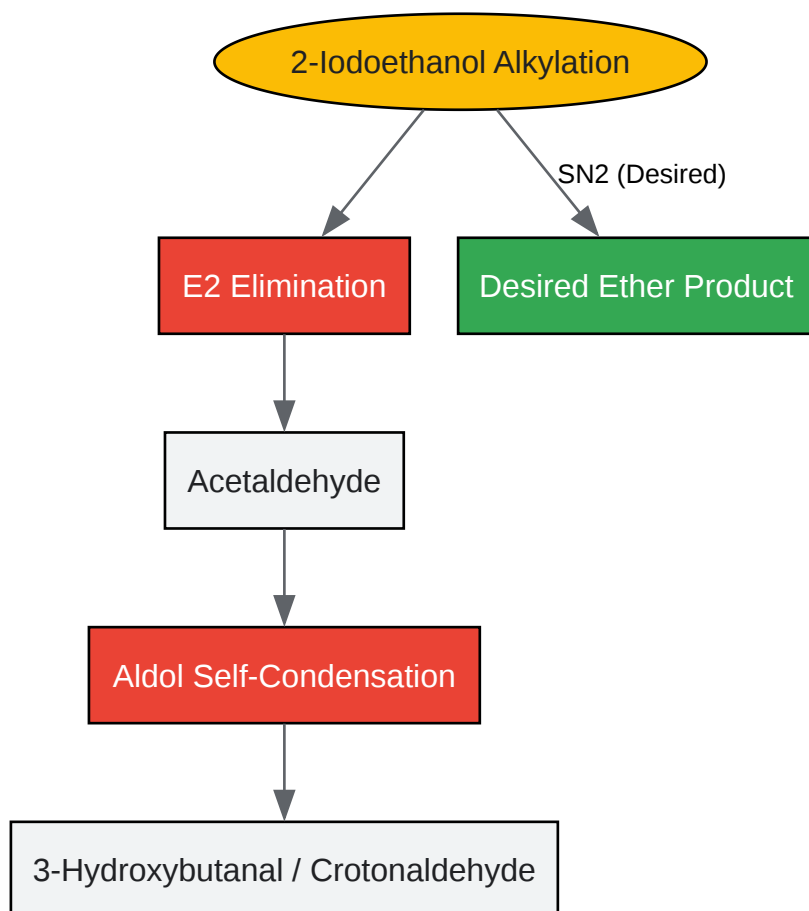 2-Iodoethanol Alkylation
SN2 (Desired)
E2 Elimination
Desired Ether Product
Acetaldehyde
Aldol Self-Condensation
3-Hydroxybutanal / Crotonaldehyde